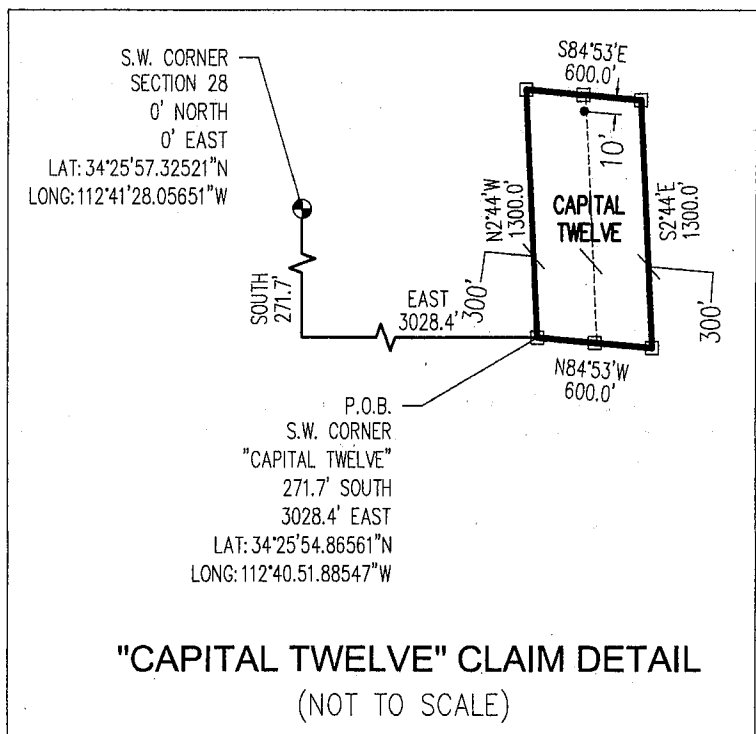 S.W. CORNER
SECTION 28
0' NORTH
0' EAST
LAT: 34°25'57.32521"N
LONG: 112°41'28.05651"W
S84°53'E
600.0'
10'
N2°44'W
1300.0'
CAPITAL
TWELVE
S2°44'E
1300.0'
SOUTH
271.7'
EAST
3028.4'
300'
300'
N84°53'W
600.0'
P.O.B.
S.W. CORNER
"CAPITAL TWELVE"
271.7' SOUTH
3028.4' EAST
LAT: 34°25'54.86561"N
LONG: 112°40.51.88547"W
"CAPITAL TWELVE" CLAIM DETAIL
(NOT TO SCALE)